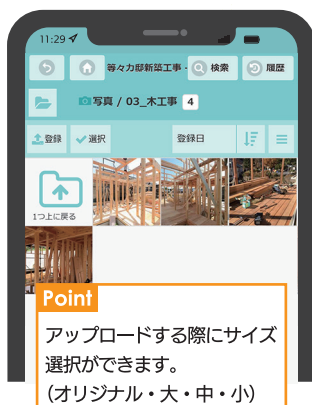 11:29
等々力邸新築工事 - 検索 履歴
写真 / 03_木工事 4
登録 選択 登録日
1つ上に戻る
Point
アップロードする際にサイズ
選択ができます。
(オリジナル・大・中・小)